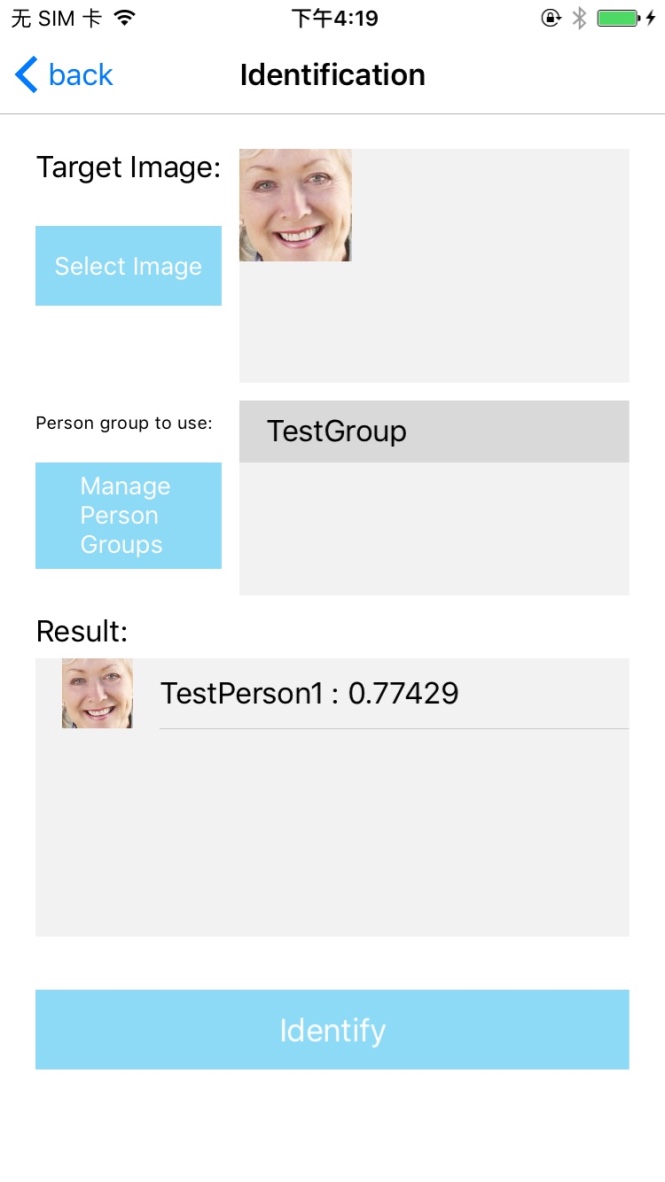 无 SIM 卡 下午4:19
back Identification
Target Image:
Select Image
Person group to use:
TestGroup
Manage
Person
Groups
Result:
TestPerson1 : 0.77429
Identify